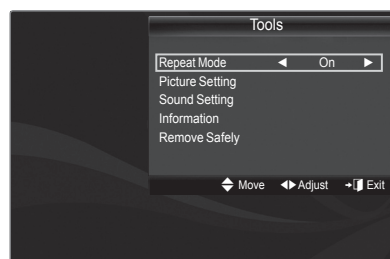 Tools
Repeat Mode ◀ On ▶
Picture Setting
Sound Setting
Information
Remove Safely
Move Adjust Exit